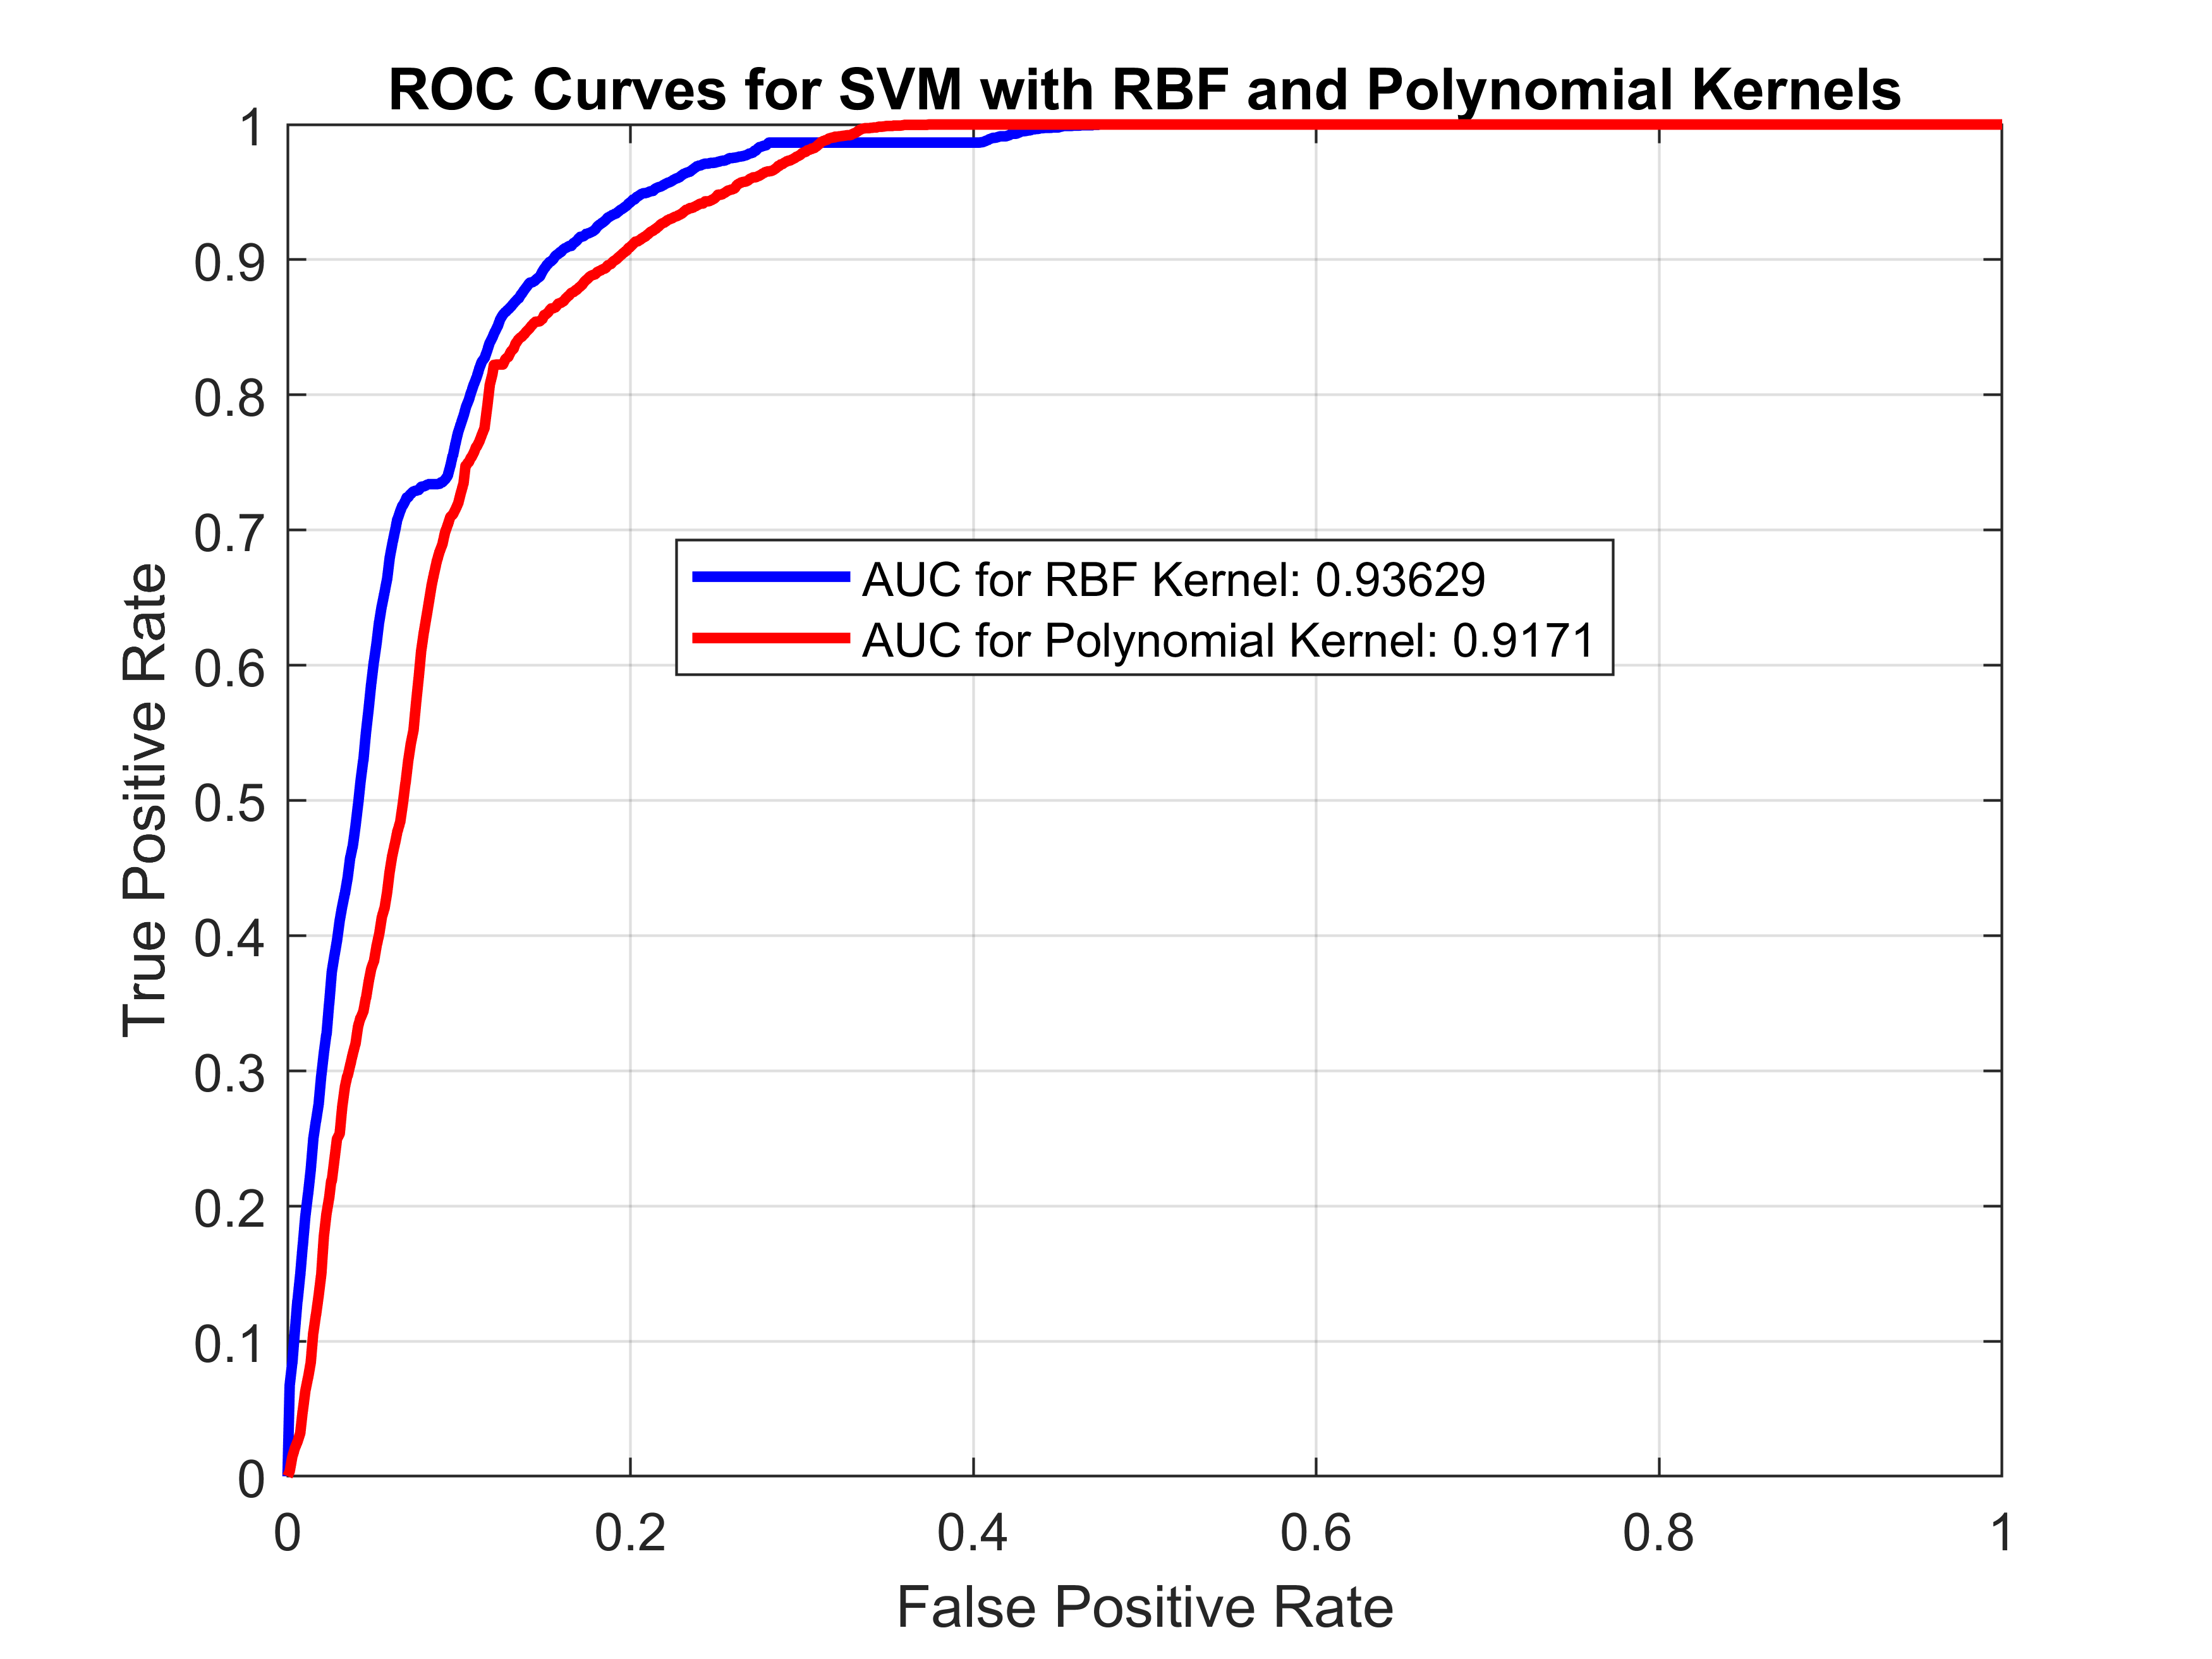 ROC Curves for SVM with RBF and Polynomial Kernels
1
0.9
0.8
0.7
0.6
0.5
0.4
0.3
0.2
0.1
0
True Positive Rate
AUC for RBF Kernel: 0.93629
AUC for Polynomial Kernel: 0.9171
0 0.2 0.4 0.6 0.8 1
False Positive Rate